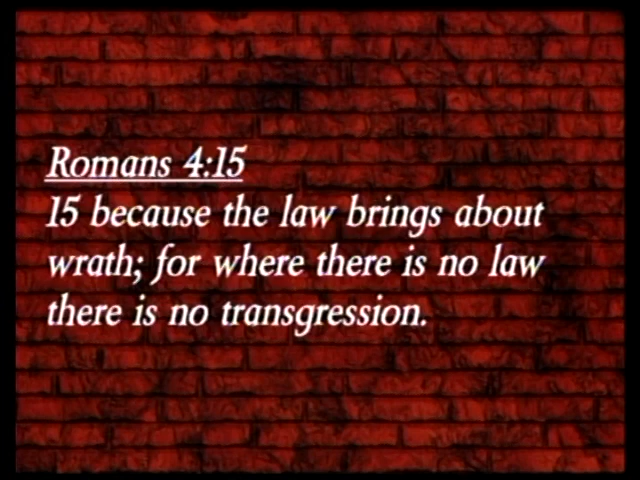 Romans 4:15
15 because the law brings about
wrath; for where there is no law
there is no transgression.